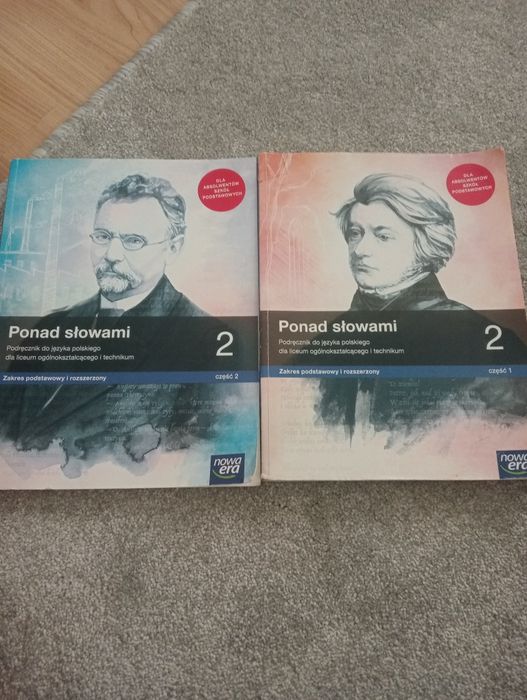 DLA
ABSOLWENTÓW
SZKÓŁ
PODSTAWOWYCH
Ponad słowami
2
Podręcznik do języka polskiego
dla liceum ogólnokształcącego i technikum
Zakres podstawowy i rozszerzony
część 2
nowa
era
DLA
ABSOLWENTÓW
SZKÓŁ
PODSTAWOWYCH
Ponad słowami
2
Podręcznik do języka polskiego
dla liceum ogólnokształcącego i technikum
Zakres podstawowy i rozszerzony
część 1
nowa
era